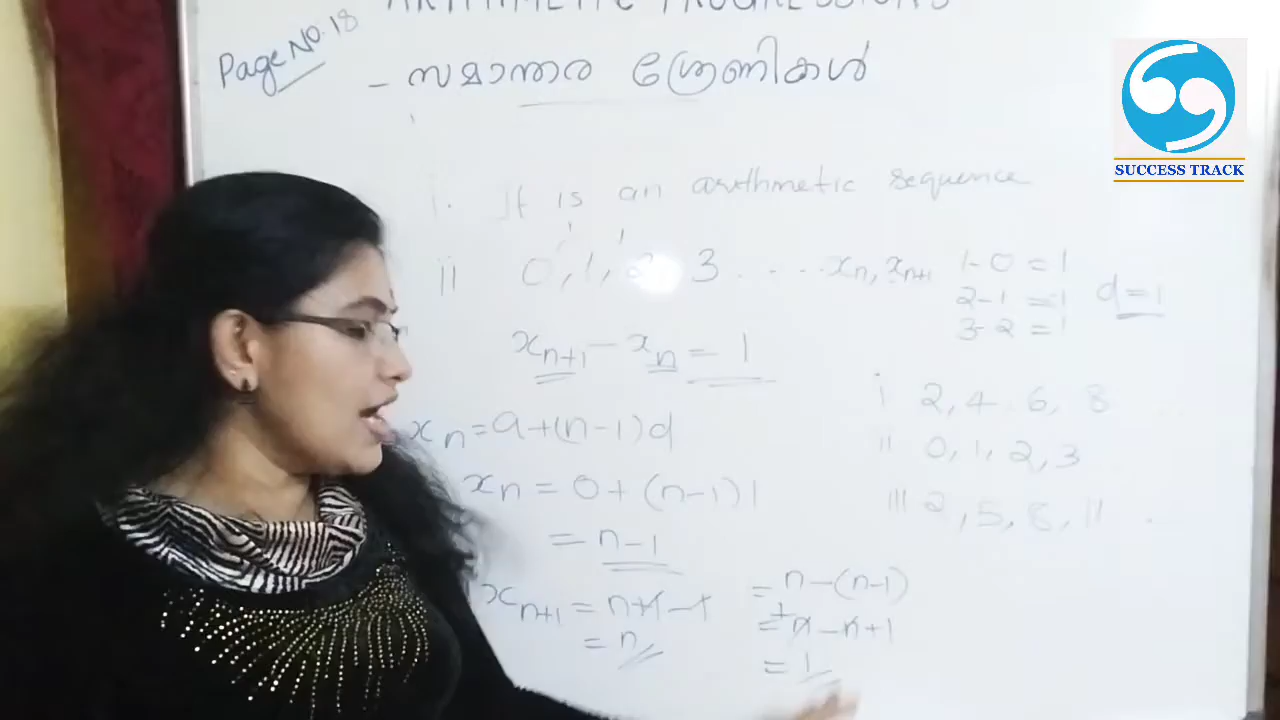 ARITHMETIC PROGRESSIONS
Page No. 18
- സമാന്തര ശ്രേണികൾ
SUCCESS TRACK
i. It is an arithmetic sequence
ii 0, 1, 2, 3 . . . . xn, xn+1
1-0 = 1
2-1 = 1
3-2 = 1
d=1
xn+1 - xn = 1
xn = a+(n-1)d
xn = 0+(n-1)1
= n-1
xn+1 = n+1-1
= n
= n-(n-1)
= n-n+1
= 1
i 2, 4, 6, 8 ...
ii 0, 1, 2, 3
iii 2, 5, 8, 11 .